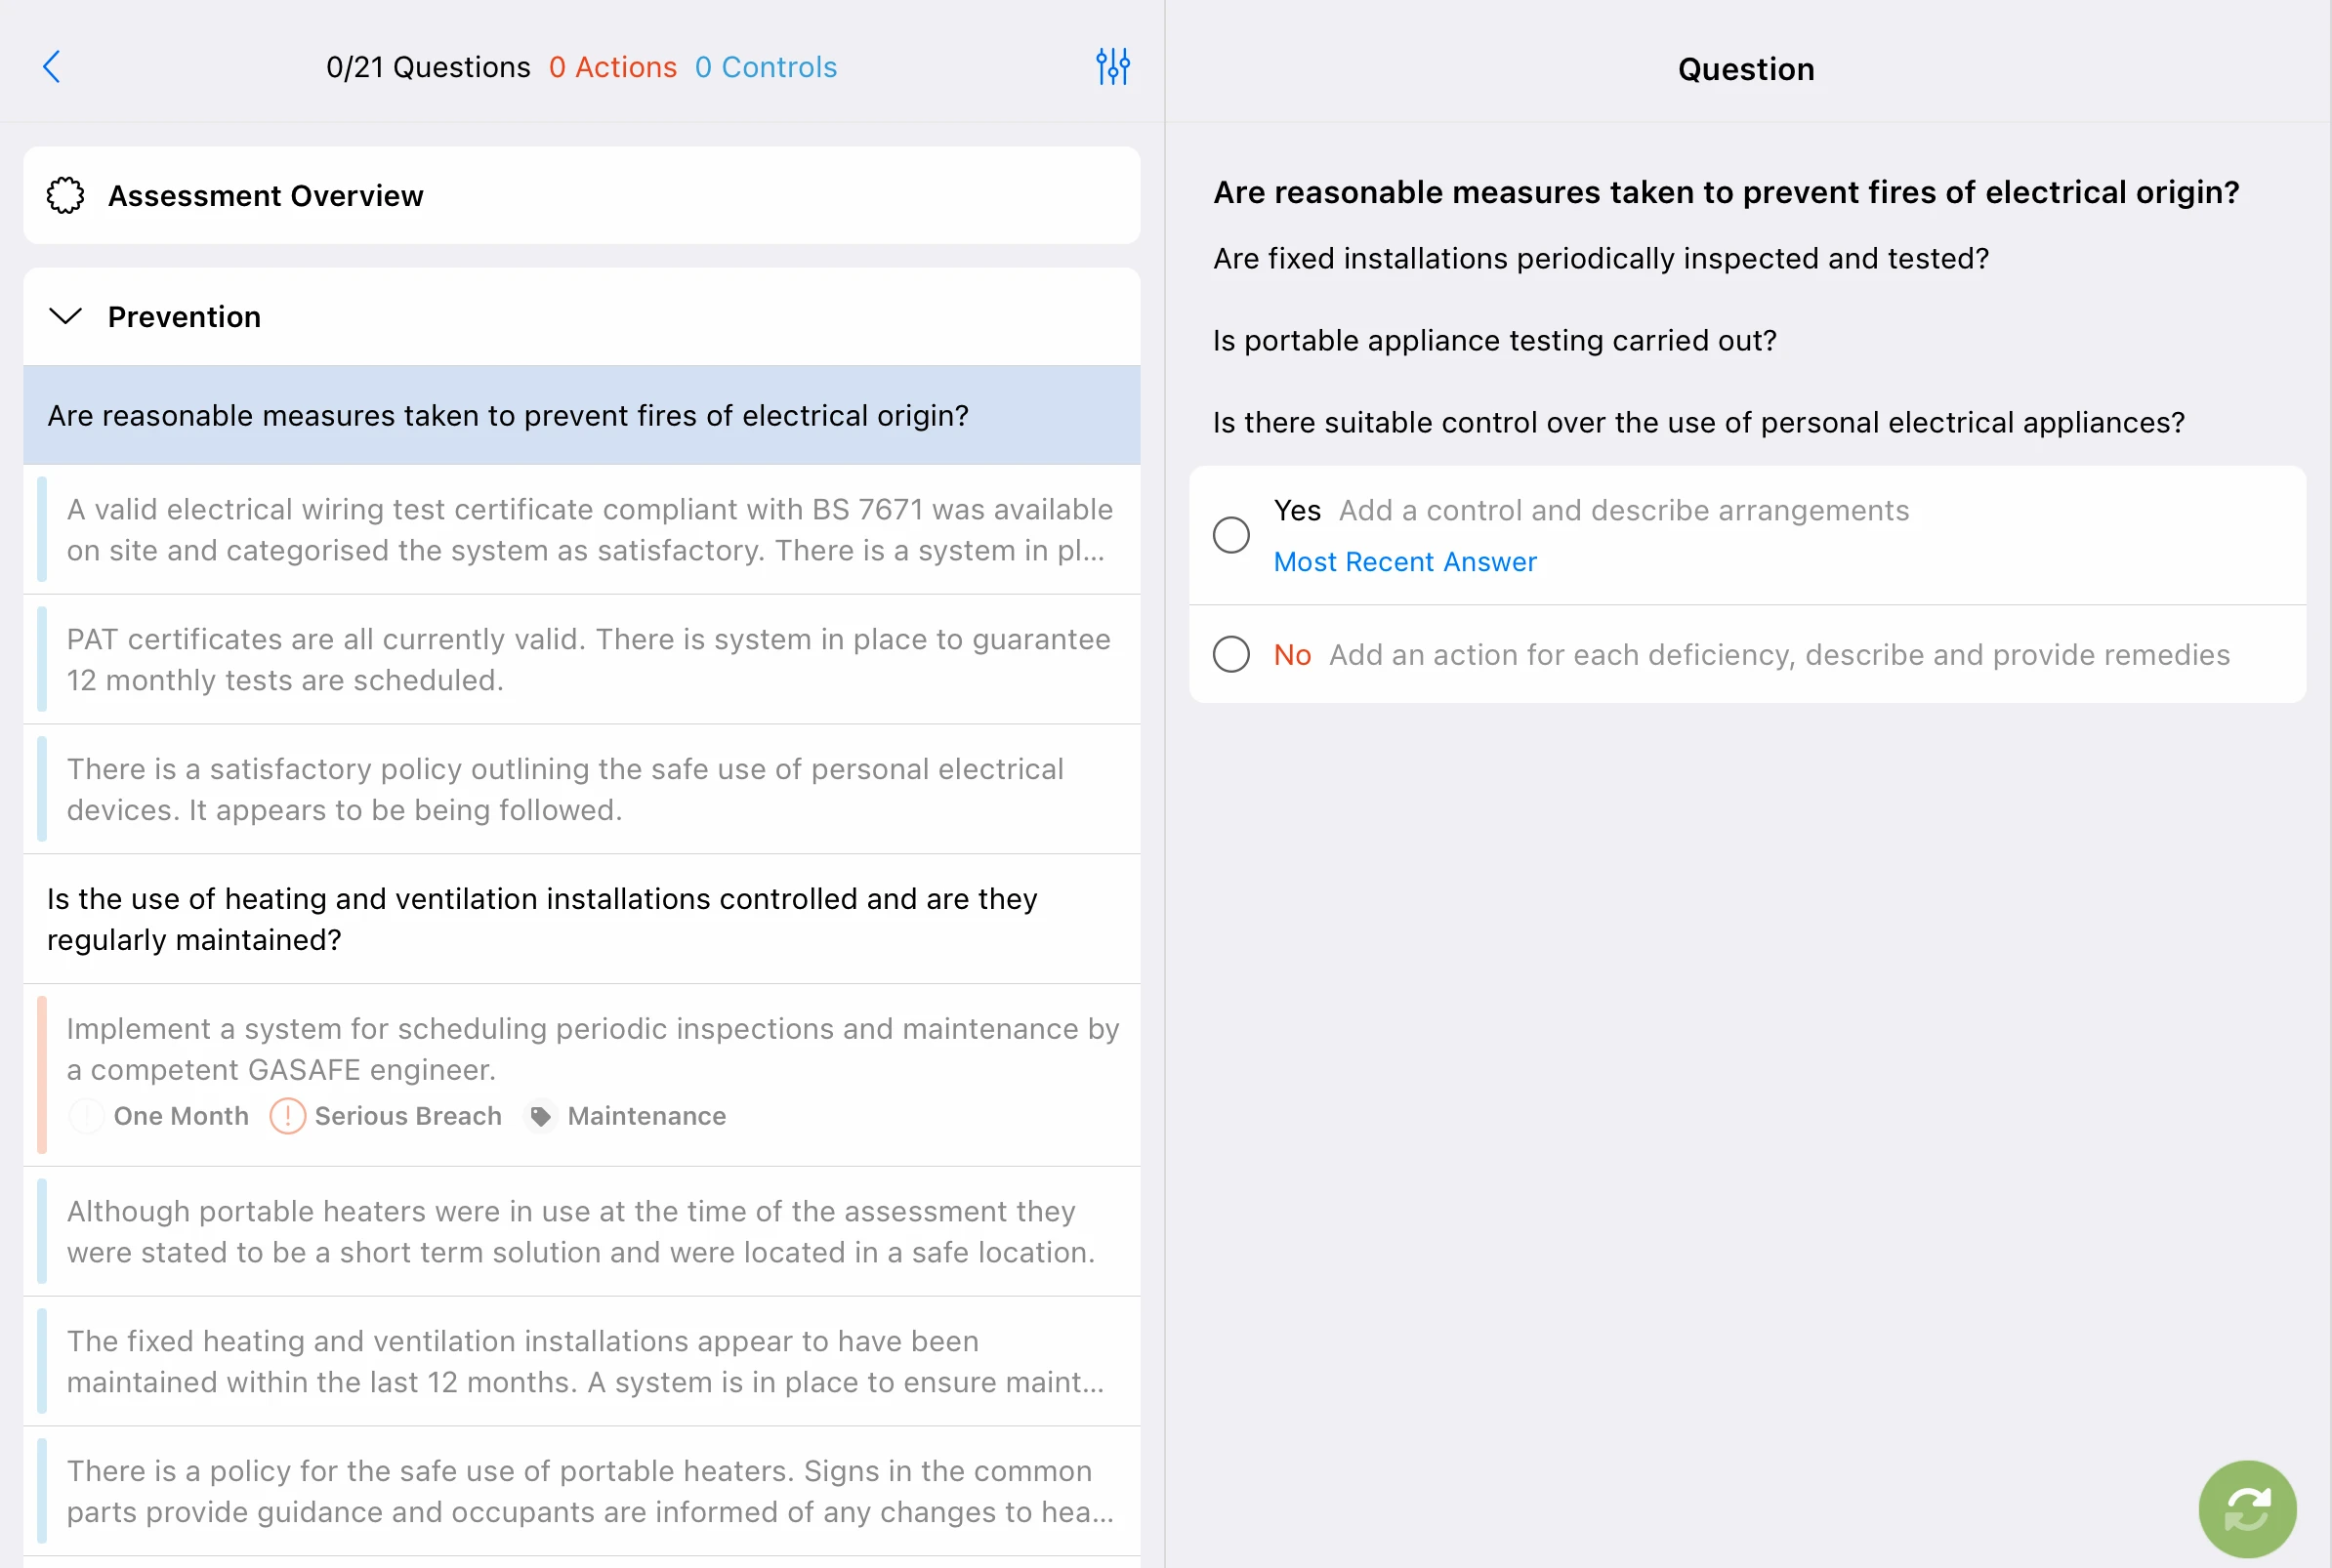 0/21 Questions 0 Actions 0 Controls
Assessment Overview
Prevention
Are reasonable measures taken to prevent fires of electrical origin?
A valid electrical wiring test certificate compliant with BS 7671 was available
on site and categorised the system as satisfactory. There is a system in pl...
PAT certificates are all currently valid. There is system in place to guarantee
12 monthly tests are scheduled.
There is a satisfactory policy outlining the safe use of personal electrical
devices. It appears to be being followed.
Is the use of heating and ventilation installations controlled and are they
regularly maintained?
Implement a system for scheduling periodic inspections and maintenance by
a competent GASAFE engineer.
One Month Serious Breach Maintenance
Although portable heaters were in use at the time of the assessment they
were stated to be a short term solution and were located in a safe location.
The fixed heating and ventilation installations appear to have been
maintained within the last 12 months. A system is in place to ensure maint...
There is a policy for the safe use of portable heaters. Signs in the common
parts provide guidance and occupants are informed of any changes to hea...
Question
Are reasonable measures taken to prevent fires of electrical origin?
Are fixed installations periodically inspected and tested?
Is portable appliance testing carried out?
Is there suitable control over the use of personal electrical appliances?
Yes Add a control and describe arrangements
Most Recent Answer
No Add an action for each deficiency, describe and provide remedies